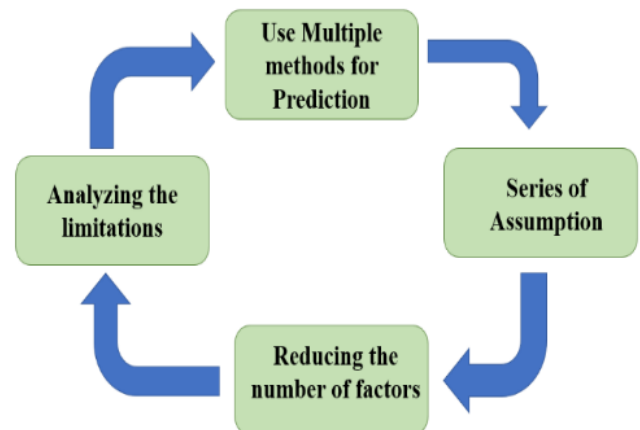 Use Multiple
methods for
Prediction
Series of
Assumption
Reducing the
number of factors
Analyzing the
limitations